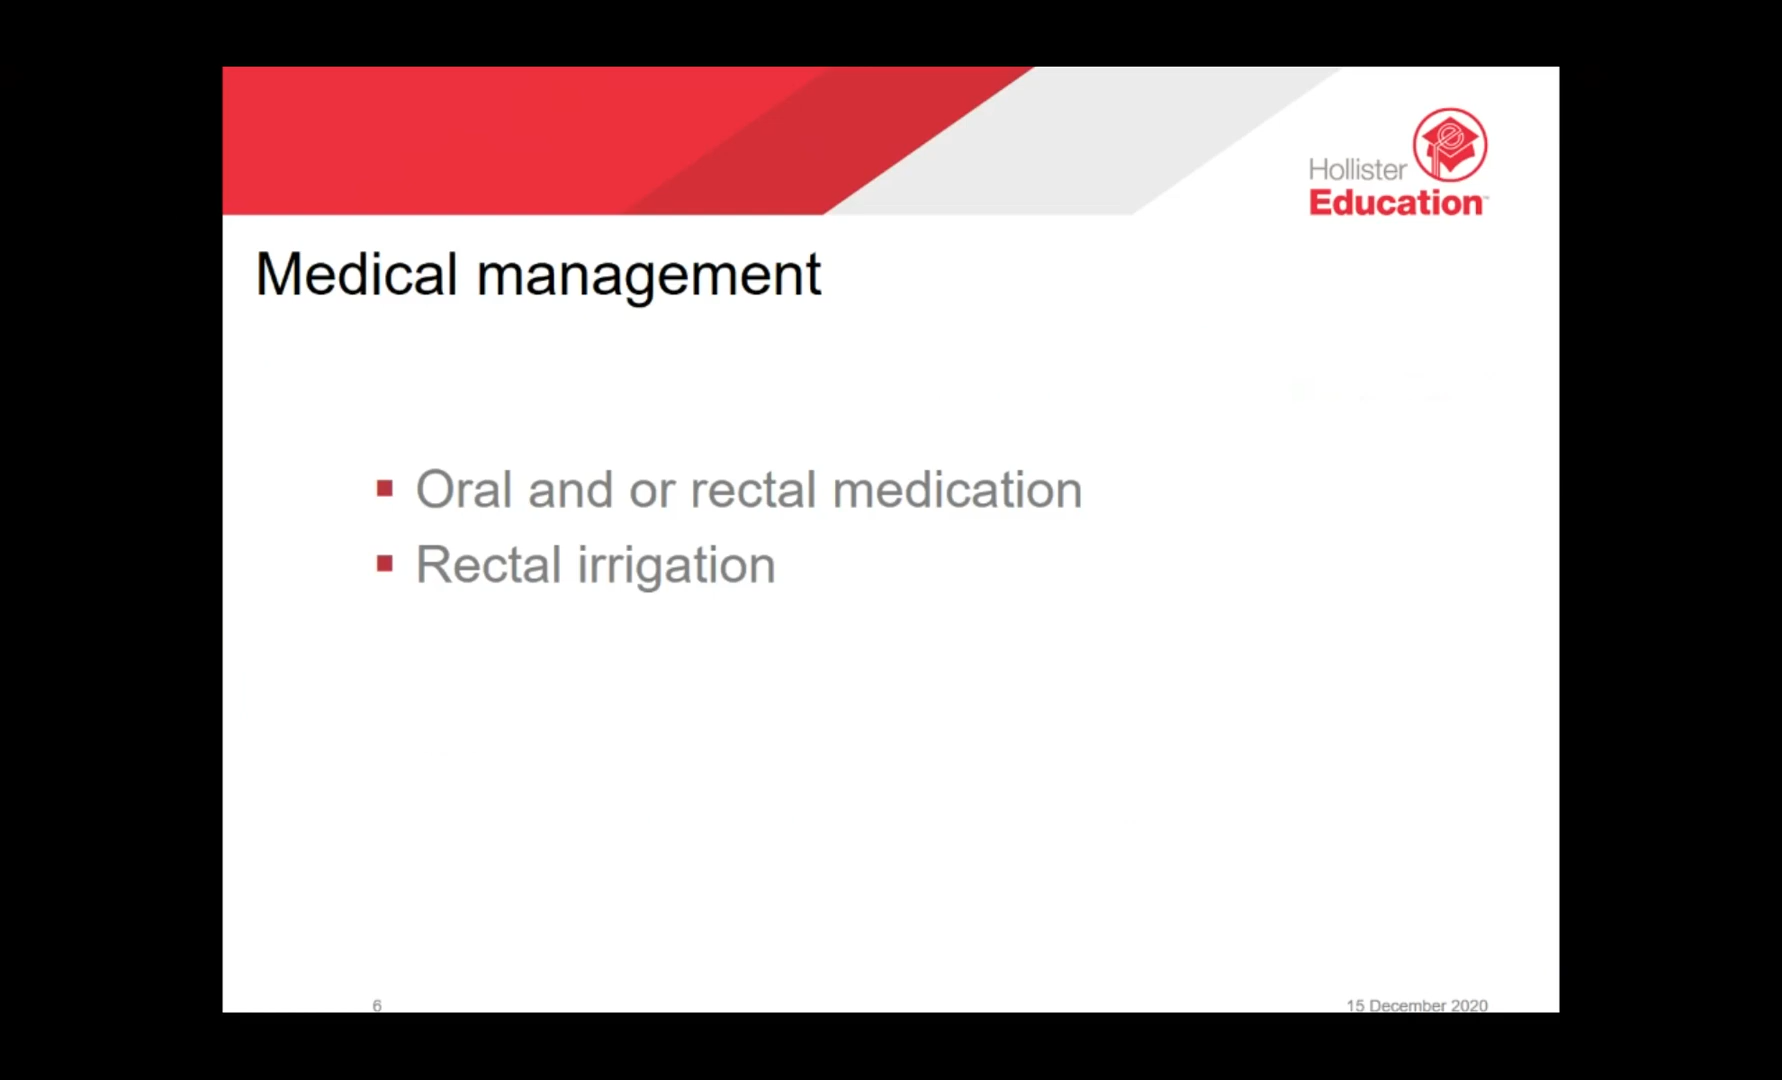 Hollister
Education
Medical management
▪ Oral and or rectal medication
▪ Rectal irrigation
6
15 December 2020